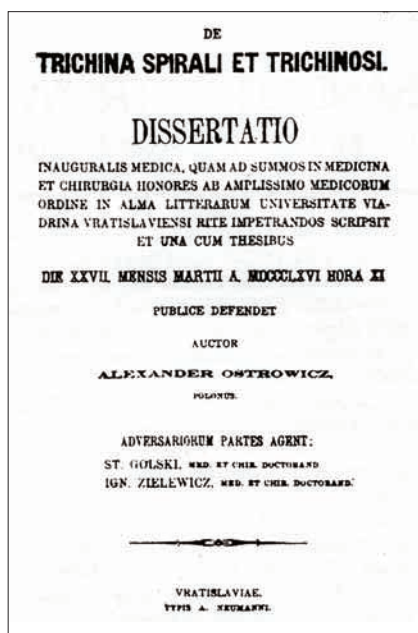 DE
TRICHINA SPIRALI ET TRICHINOSI.
DISSERTATIO
INAUGURALIS MEDICA, QUAM AD SUMMOS IN MEDICINA
ET CHIRURGIA HONORES AB AMPLISSIMO MEDICORUM
ORDINE IN ALMA LITTERARUM UNIVERSITATE VIA-
DRINA VRATISLAVIENSI RITE IMPETRANDOS SCRIPSIT
ET UNA CUM THESIBUS
DIE XXVII. MENSIS MARTII A. MDCCCLXVI HORA XI
PUBLICE DEFENDET
AUCTOR
ALEXANDER OSTROWICZ,
POLONUS.
ADVERSARIORUM PARTES AGENT:
ST. GOLSKI, MED. ET CHIR. DOCTORAND
IGN. ZIELEWICZ, MED. ET CHIR. DOCTORAND.
VRATISLAVIAE.
TYPIS A. NEUMANNI.